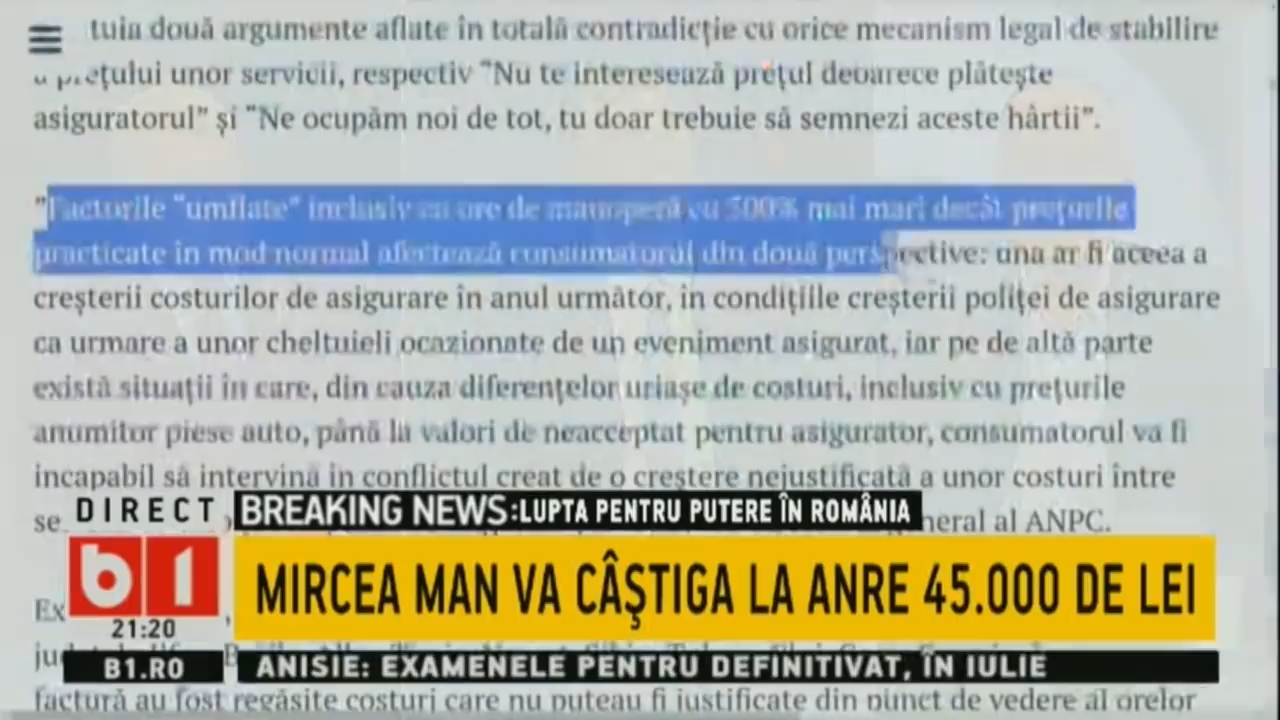 tuia două argumente aflate în totală contradicție cu orice mecanism legal de stabilire
a prețului unor servicii, respectiv "Nu te interesează prețul deoarece plătește
asiguratorul" și "Ne ocupăm noi de tot, tu doar trebuie să semnezi aceste hârtii".
"Factorile "umflate" inclusiv cu ore de manoperă cu 500% mai mari decât prețurile
practicate în mod normal afectează consumatorul din două perspective: una ar fi aceea a
creșterii costurilor de asigurare în anul următor, în condițiile creșterii poliței de asigurare
ca urmare a unor cheltuieli ocazionate de un eveniment asigurat, iar pe de altă parte
există situații în care, din cauza diferențelor uriașe de costuri, inclusiv cu prețurile
anumitor piese auto, până la valori de neacceptat pentru asigurator, consumatorul va fi
incapabil să intervină în conflictul creat de o creștere nejustificată a unor costuri între
neral al ANPC.
DIRECT BREAKING NEWS:LUPTA PENTRU PUTERE ÎN ROMÂNIA
b1 MIRCEA MAN VA CÂȘTIGA LA ANRE 45.000 DE LEI
21:20
B1.RO ANISIE: EXAMENELE PENTRU DEFINITIVAT, ÎN IULIE
factură au fost regăsite costuri care nu puteau fi justificate din punct de vedere al orelor